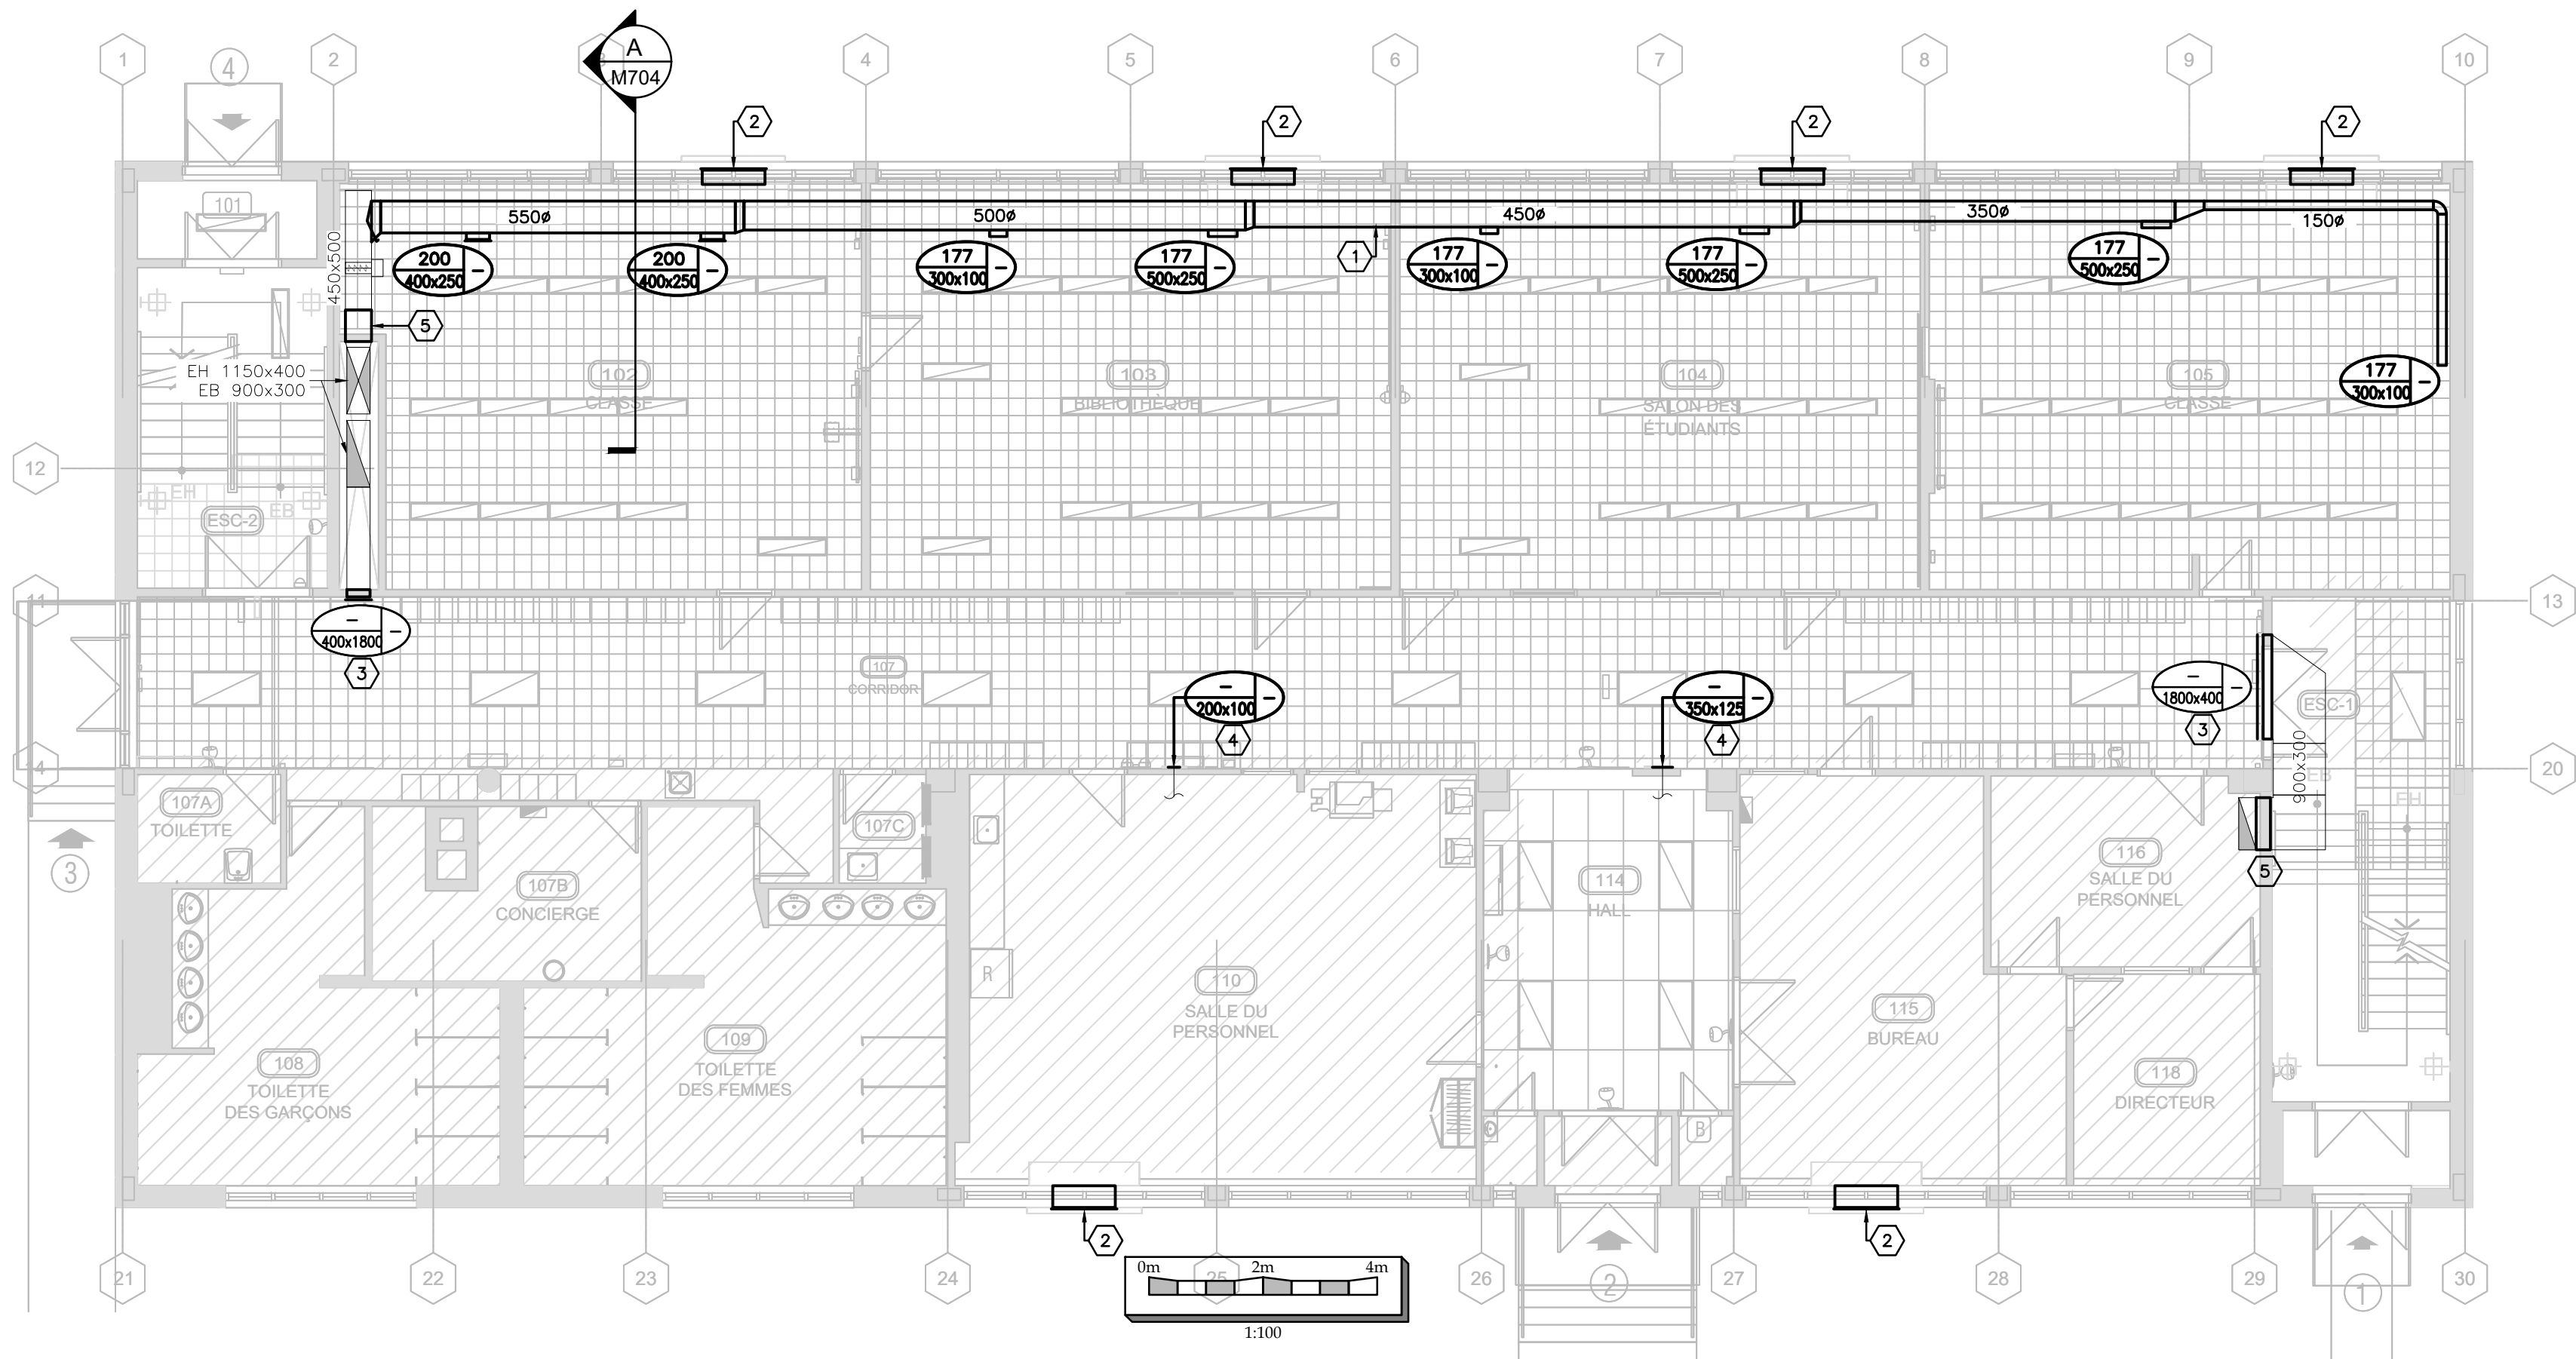 1
4
2
A
M704
4
5
6
7
8
9
10
2
2
2
2
101
550ø
500ø
450ø
350ø
150ø
450x500
200
400x250
–
200
400x250
–
177
300x100
–
177
500x250
–
1
177
300x100
–
177
500x250
–
177
500x250
–
5
EH 1150x400
EB 900x300
102
CLASSE
103
BIBLIOTHÈQUE
104
SALON DES
ÉTUDIANTS
105
CLASSE
177
300x100
–
12
EH
EB
ESC-2
11
13
–
400x1800
–
3
107
CORRIDOR
–
200x100
–
4
–
350x125
–
4
–
1800x400
–
3
ESC-1
14
20
900x300
EB
EH
107A
TOILETTE
107C
3
107B
CONCIERGE
114
HALL
116
SALLE DU
PERSONNEL
5
R
110
SALLE DU
PERSONNEL
115
BUREAU
108
TOILETTE
DES GARÇONS
109
TOILETTE
DES FEMMES
118
DIRECTEUR
B
2
2
21
22
23
24
25
26
2
27
28
29
1
30
0m
2m
4m
1:100